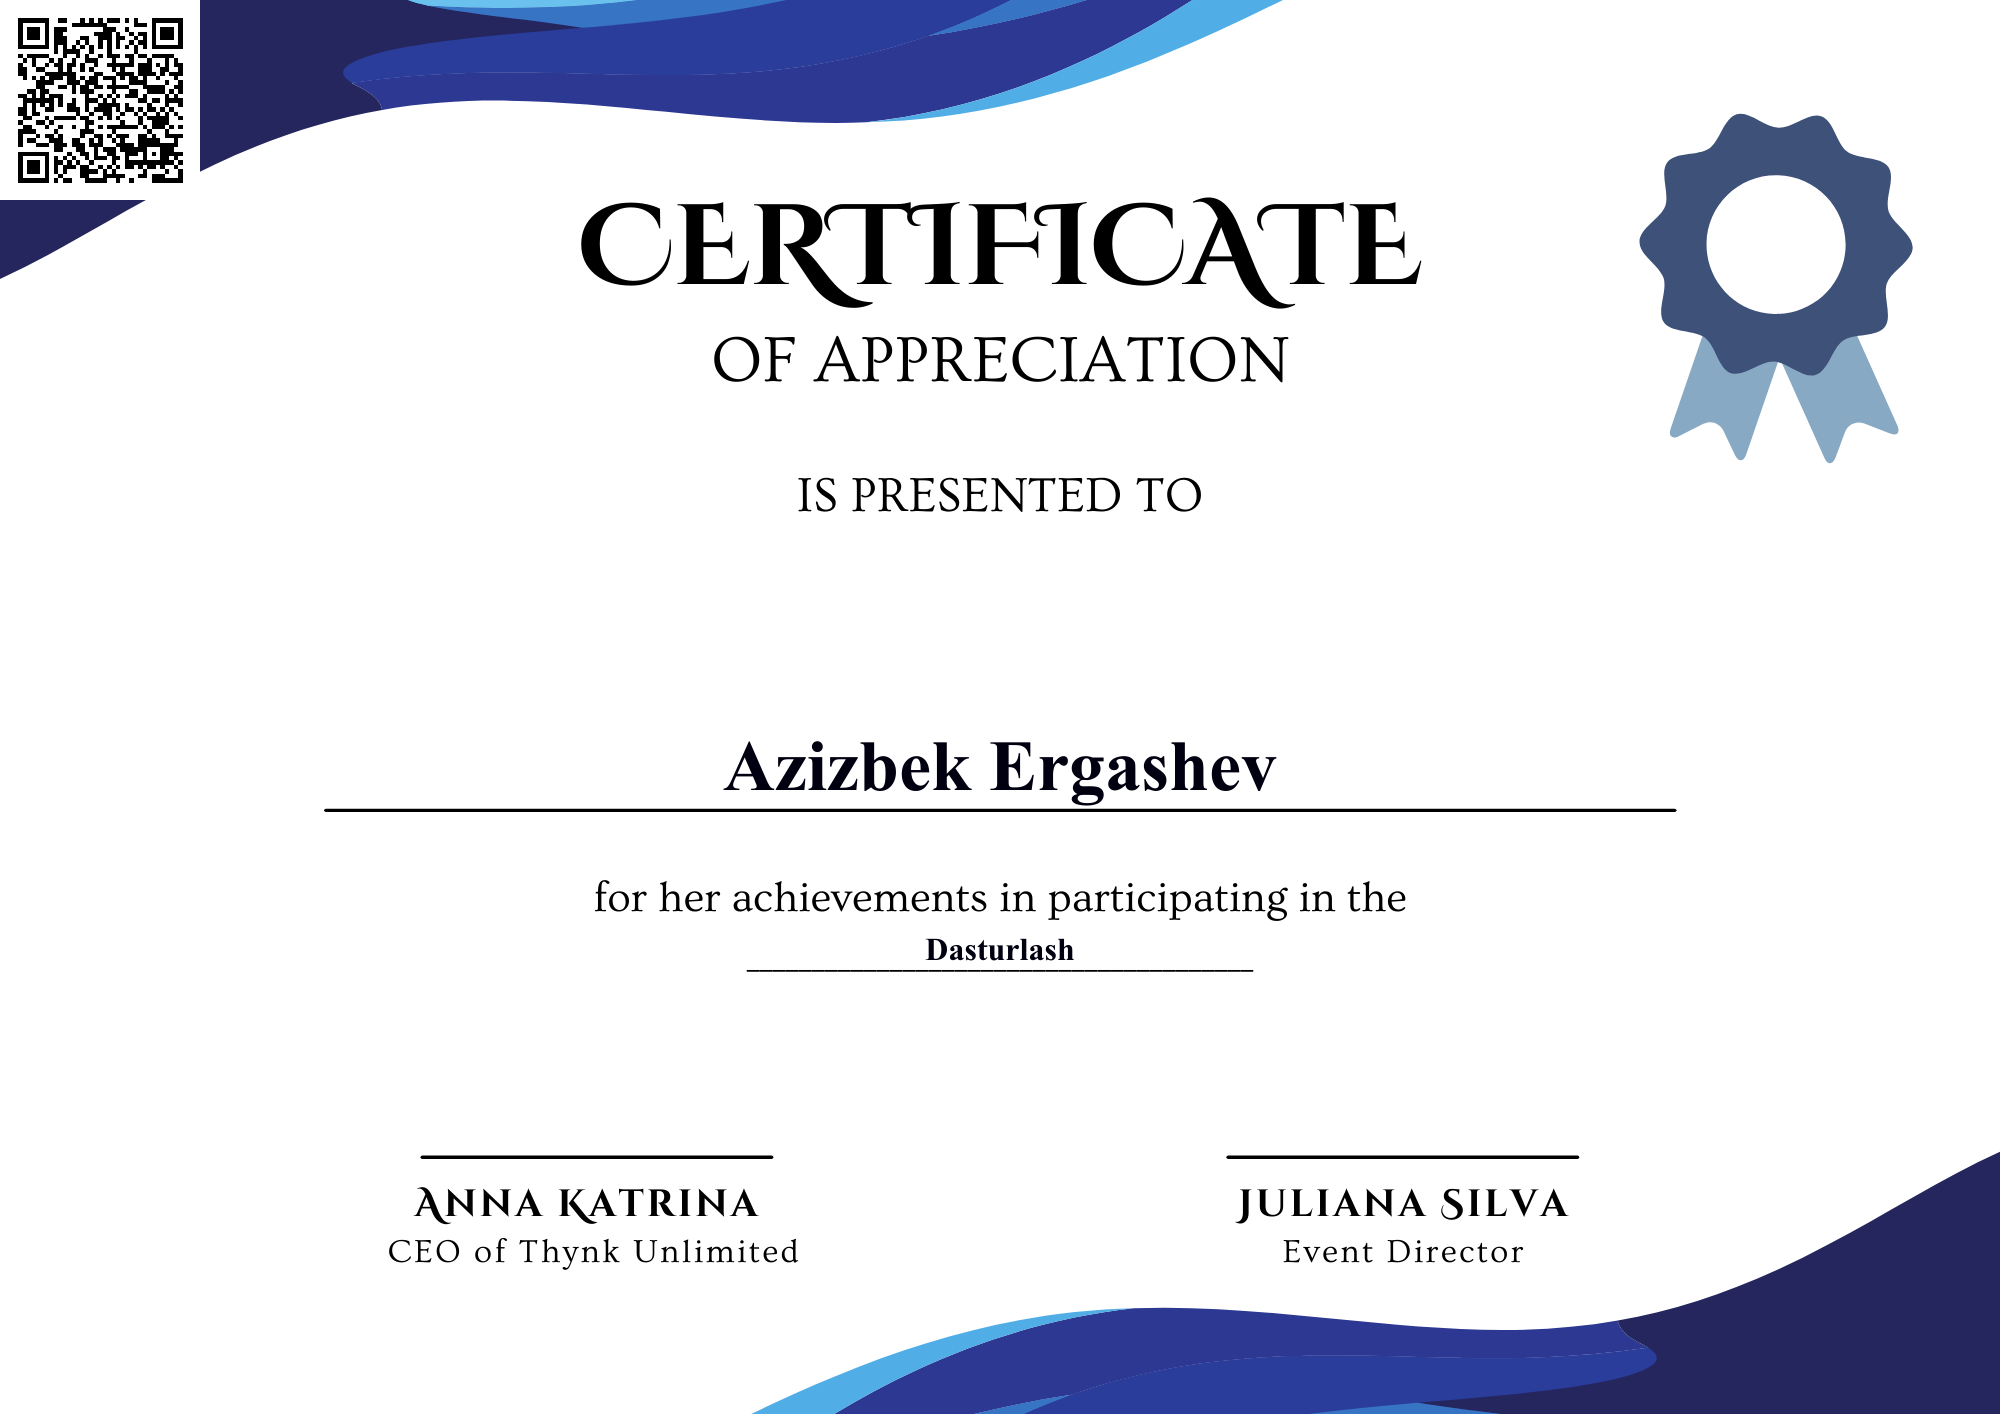 CERTIFICATE
OF APPRECIATION
IS PRESENTED TO
Azizbek Ergashev
for her achievements in participating in the
Dasturlash
ANNA KATRINA
CEO of Thynk Unlimited
JULIANA SILVA
Event Director